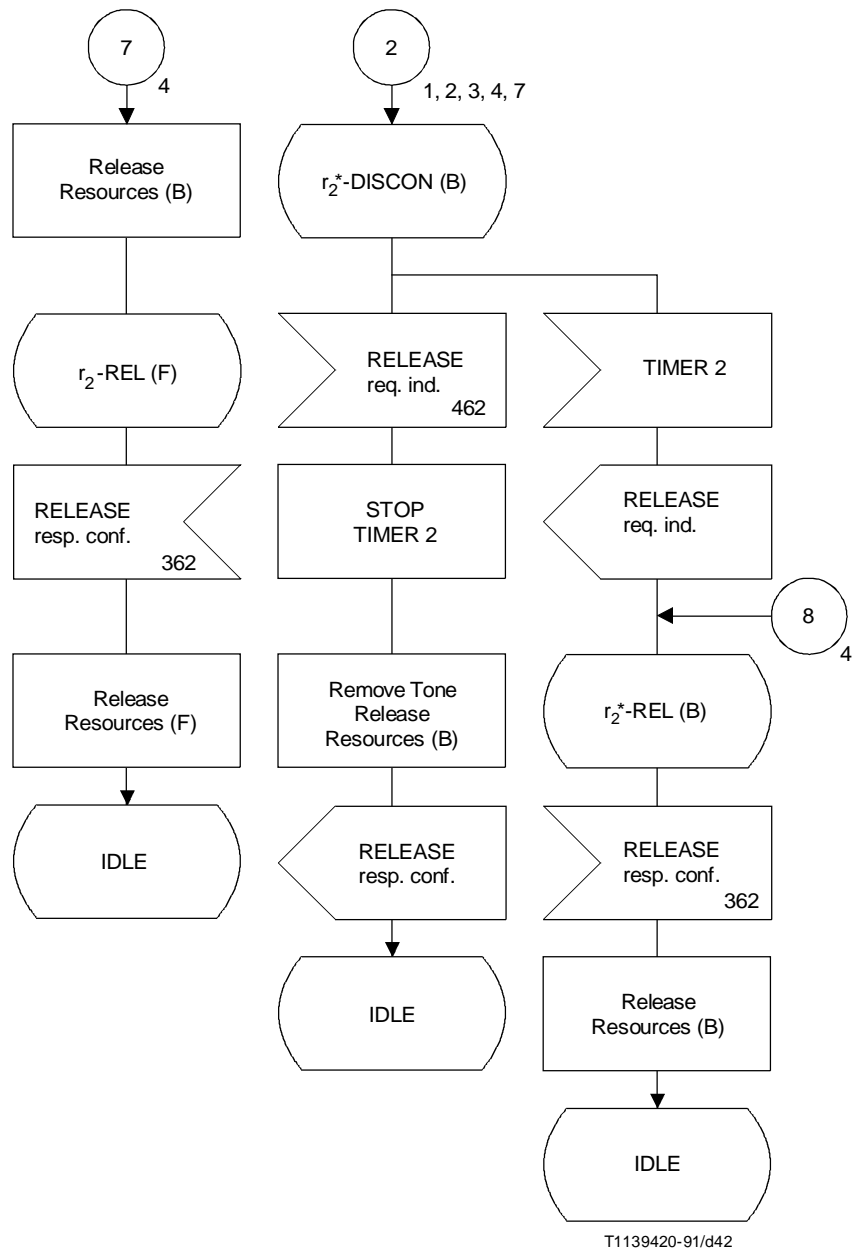 7
4
Release
Resources (B)
r2-REL (F)
RELEASE
resp. conf.
362
Release
Resources (F)
IDLE
2
1, 2, 3, 4, 7
r2*-DISCON (B)
RELEASE
req. ind.
462
STOP
TIMER 2
Remove Tone
Release
Resources (B)
RELEASE
resp. conf.
IDLE
TIMER 2
RELEASE
req. ind.
8
4
r2*-REL (B)
RELEASE
resp. conf.
362
Release
Resources (B)
IDLE
T1139420-91/d42